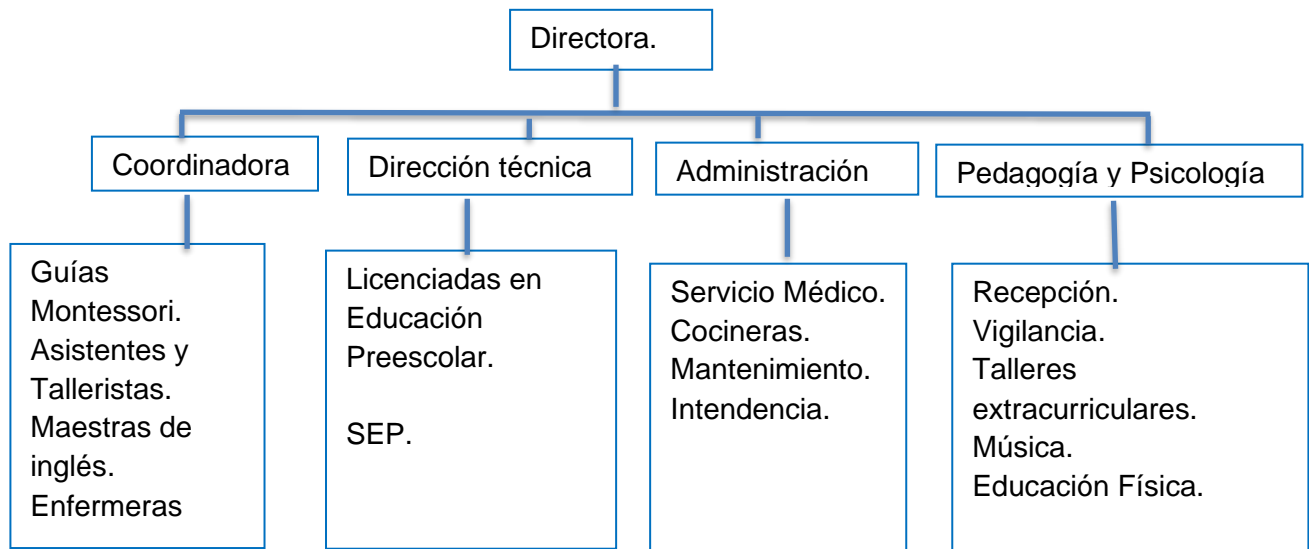 Directora.
Coordinadora
Dirección técnica
Administración
Pedagogía y Psicología
Guías
Montessori.
Asistentes y
Talleristas.
Maestras de
inglés.
Enfermeras
Licenciadas en
Educación
Preescolar.
SEP.
Servicio Médico.
Cocineras.
Mantenimiento.
Intendencia.
Recepción.
Vigilancia.
Talleres
extracurriculares.
Música.
Educación Física.